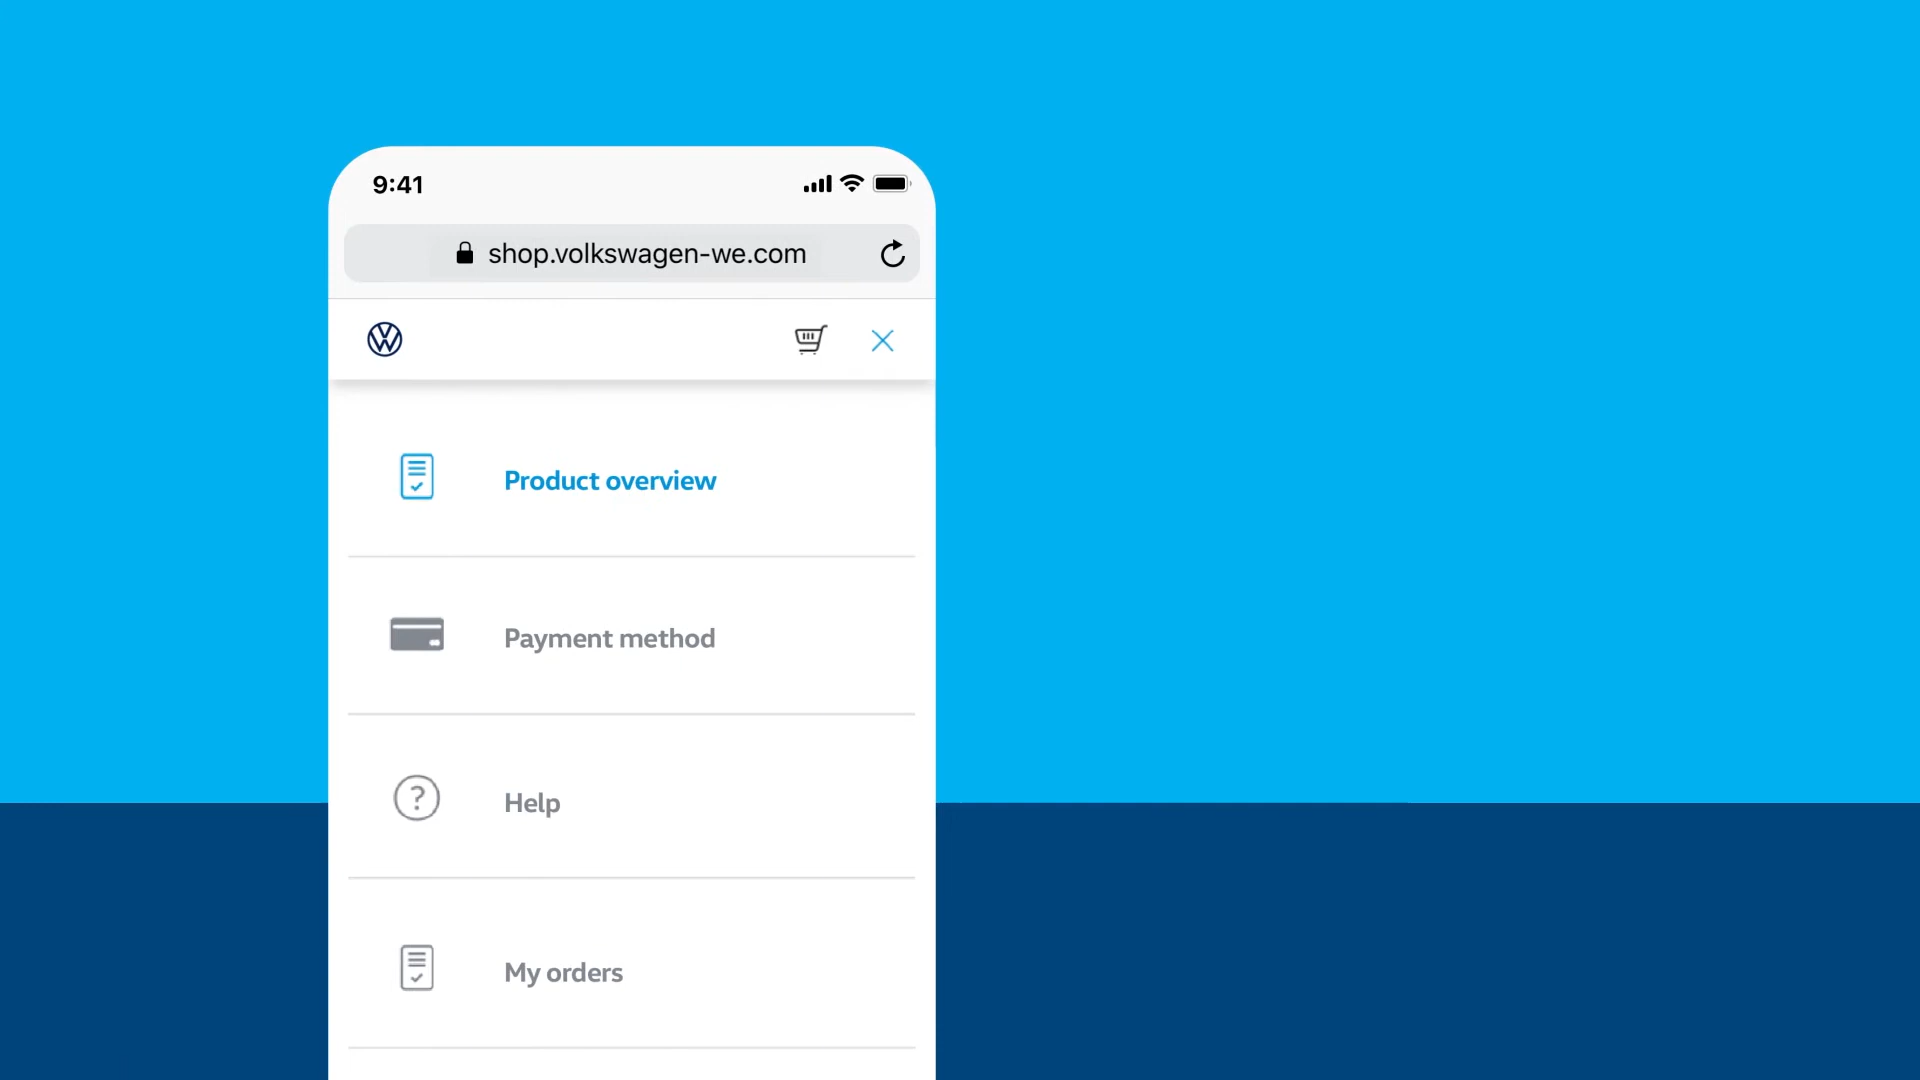 9:41
shop.volkswagen-we.com
Product overview
Payment method
Help
My orders